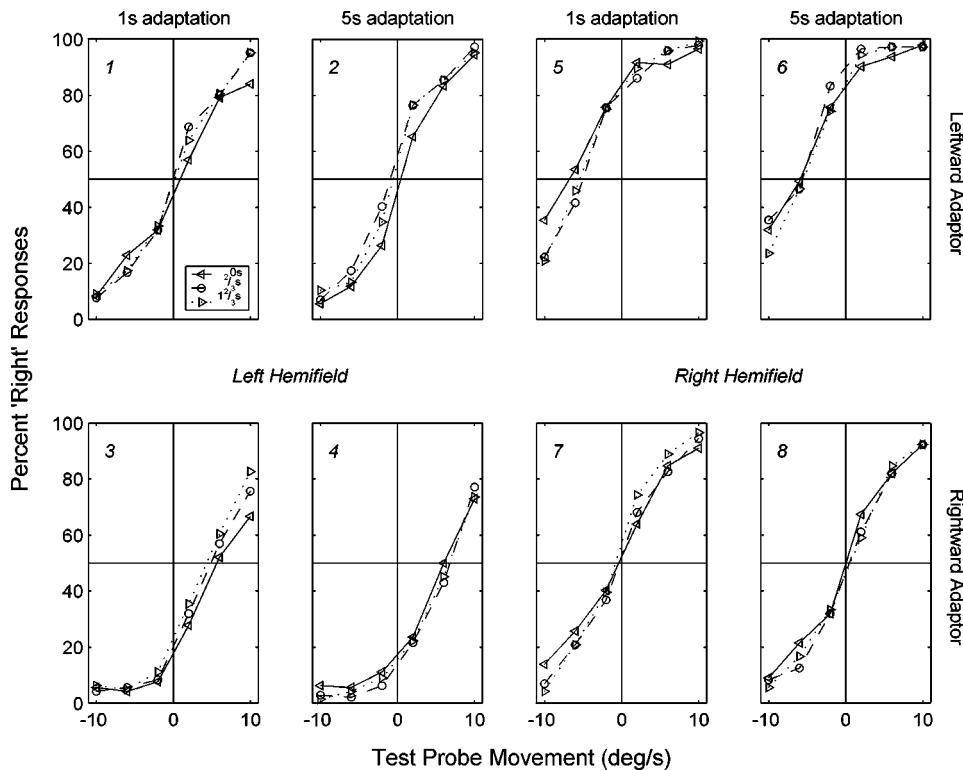 1s adaptation 5s adaptation 1s adaptation 5s adaptation
100
80
60
40
20
0
1
2
5
6
0s
2/3s
1 2/3s
Leftward Adaptor
Percent 'Right' Responses
Left Hemifield
Right Hemifield
100
80
60
40
20
0
3
4
7
8
Rightward Adaptor
-10 0 10 -10 0 10 -10 0 10 -10 0 10
Test Probe Movement (deg/s)